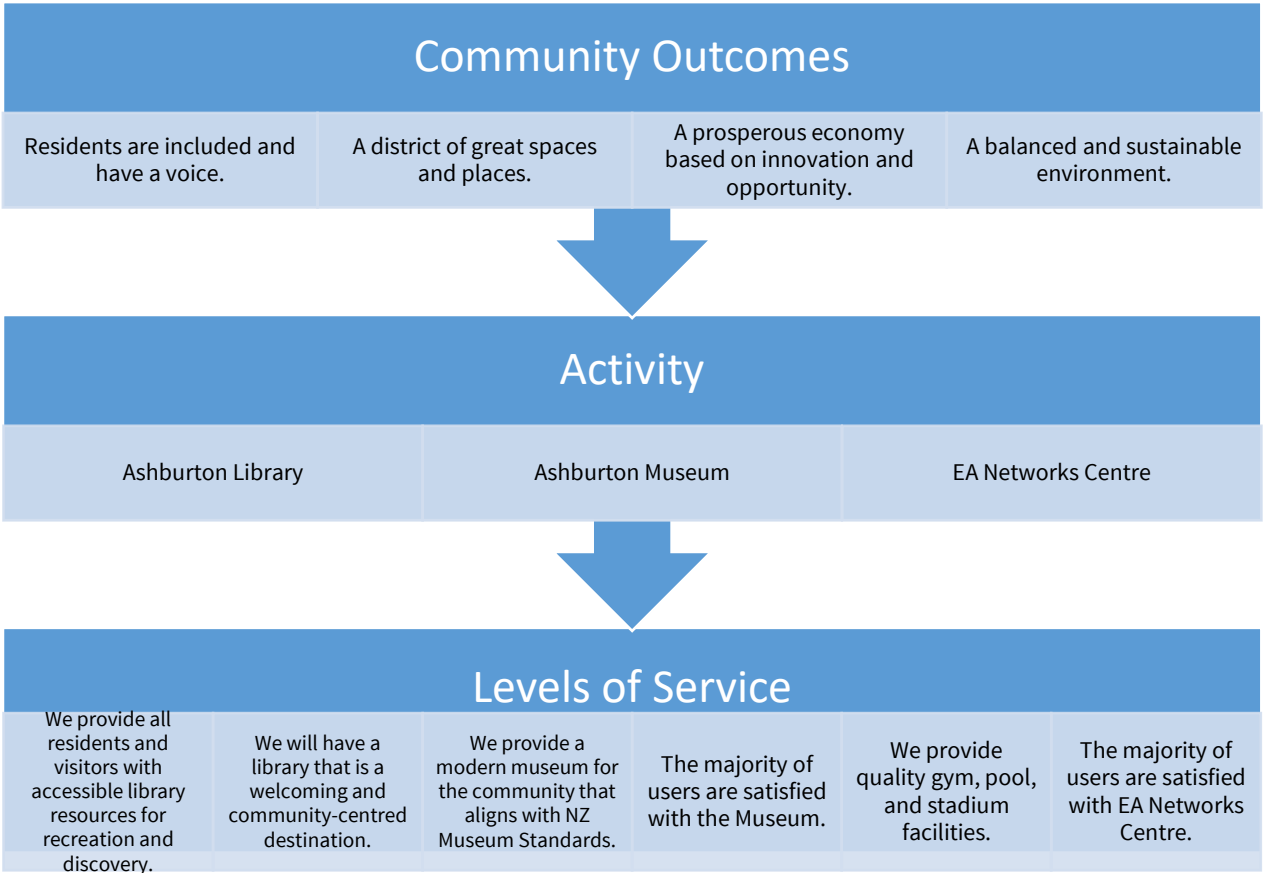 Community Outcomes
Residents are included and
have a voice.
A district of great spaces
and places.
A prosperous economy
based on innovation and
opportunity.
A balanced and sustainable
environment.
Activity
Ashburton Library
Ashburton Museum
EA Networks Centre
Levels of Service
We provide all
residents and
visitors with
accessible library
resources for
recreation and
discovery.
We will have a
library that is a
welcoming and
community-centred
destination.
We provide a
modern museum for
the community that
aligns with NZ
Museum Standards.
The majority of
users are satisfied
with the Museum.
We provide
quality gym, pool,
and stadium
facilities.
The majority of
users are satisfied
with EA Networks
Centre.